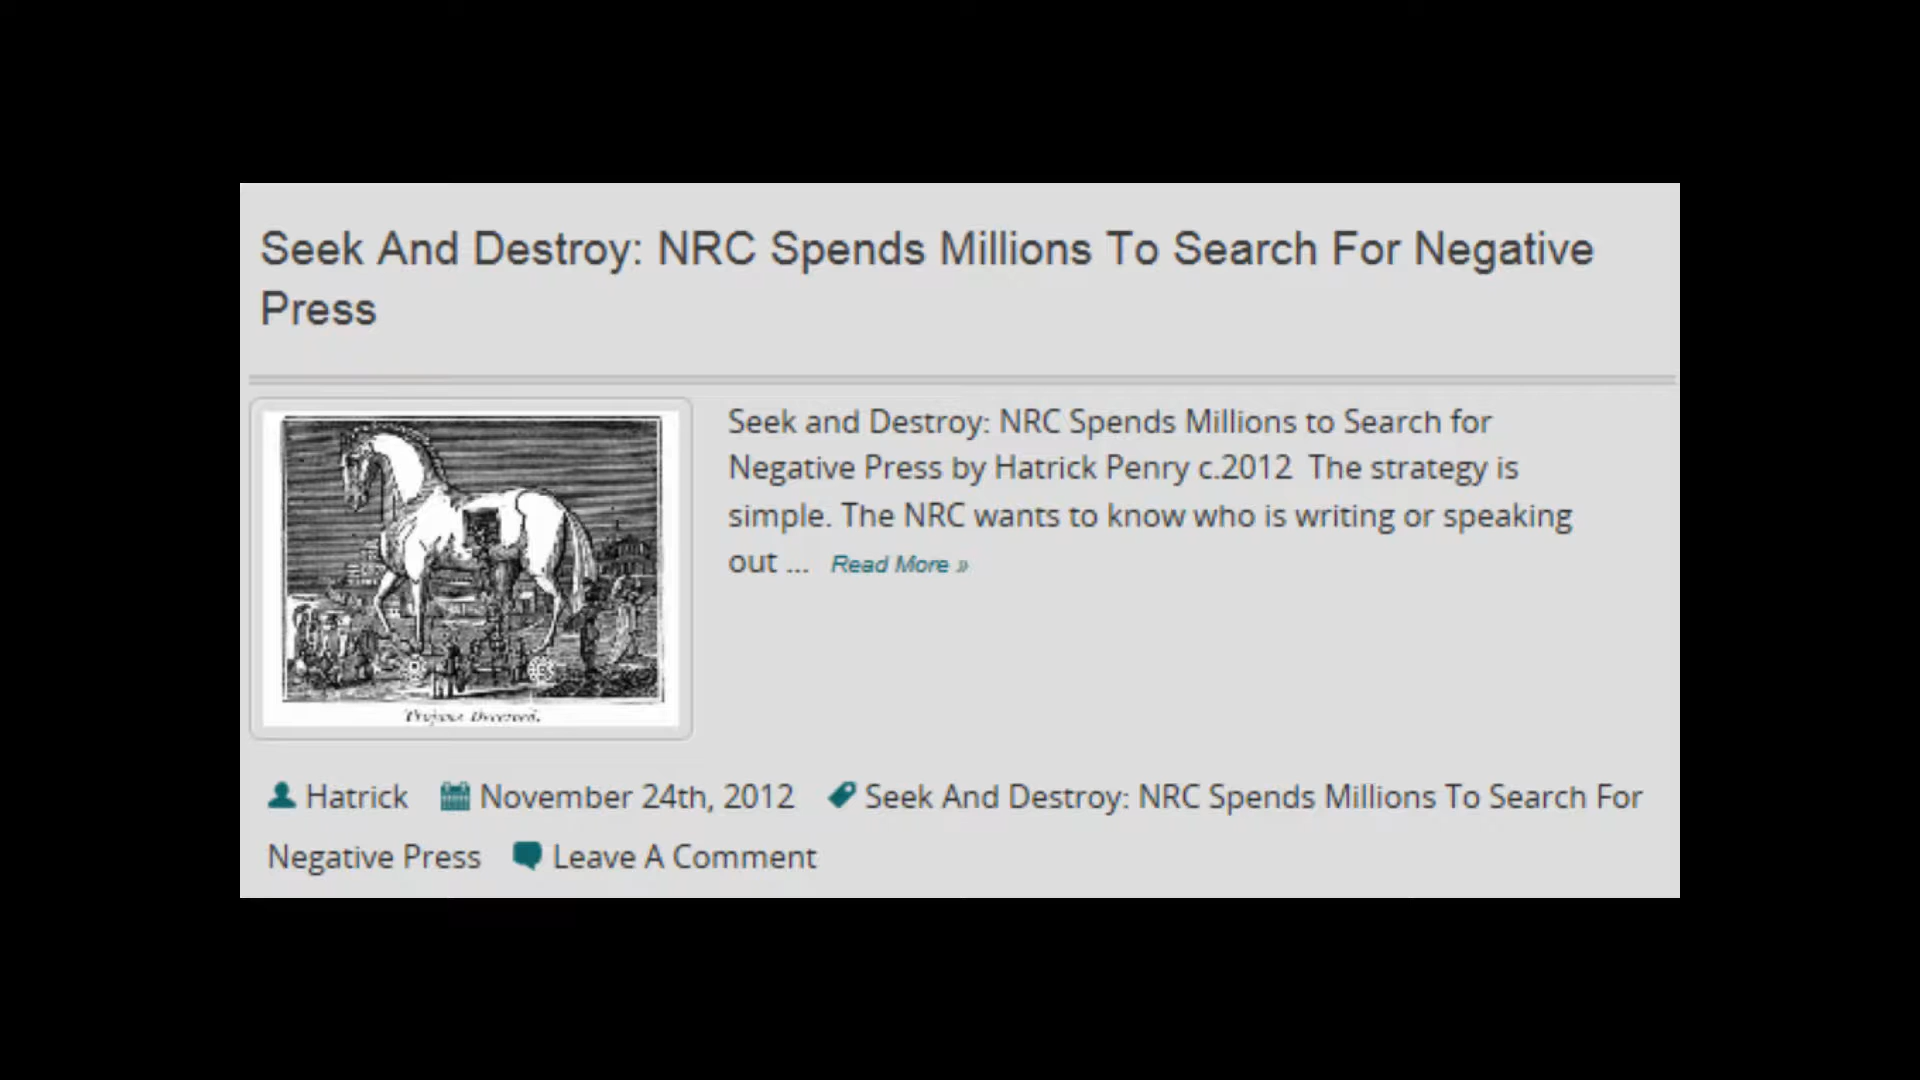 Seek And Destroy: NRC Spends Millions To Search For Negative
Press
Seek and Destroy: NRC Spends Millions to Search for
Negative Press by Hatrick Penry c.2012 The strategy is
simple. The NRC wants to know who is writing or speaking
out ... Read More »
Trojans Deceived.
Hatrick November 24th, 2012 Seek And Destroy: NRC Spends Millions To Search For
Negative Press Leave A Comment